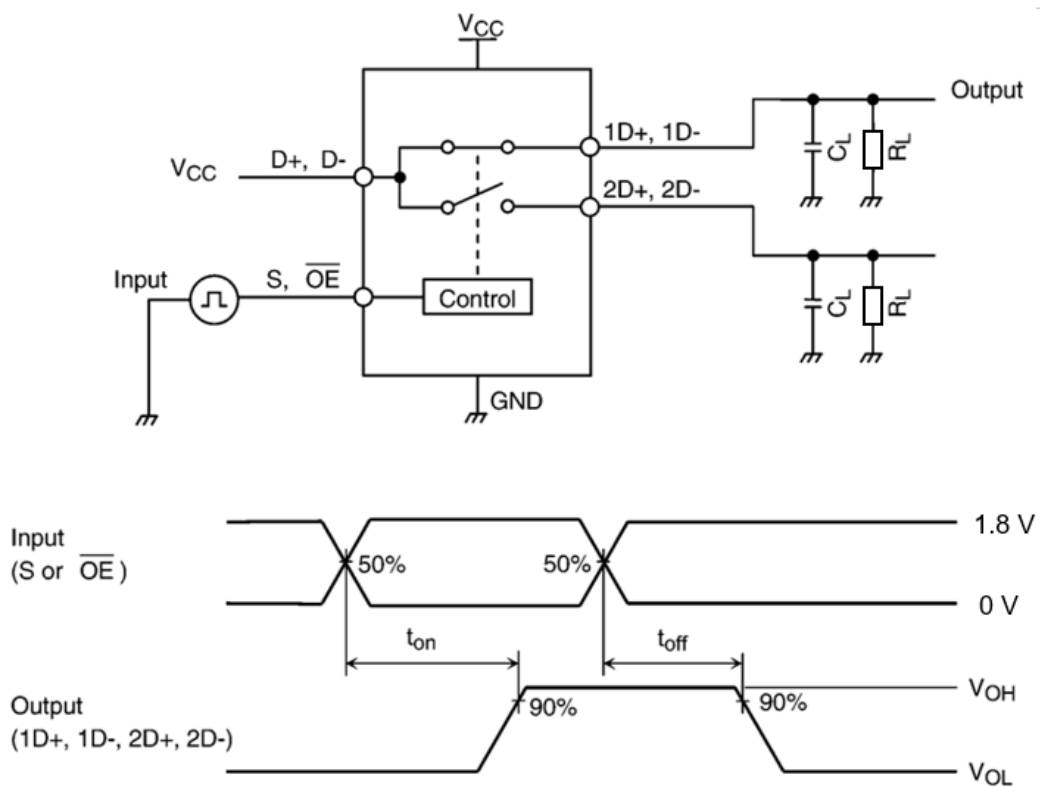 VCC
Output
1D+, 1D-
CL
RL
VCC
D+, D-
2D+, 2D-
Input
S, OE
Control
CL
RL
GND
Input
(S or OE)
50%
50%
1.8 V
0 V
ton
toff
Output
(1D+, 1D-, 2D+, 2D-)
90%
90%
VOH
VOL